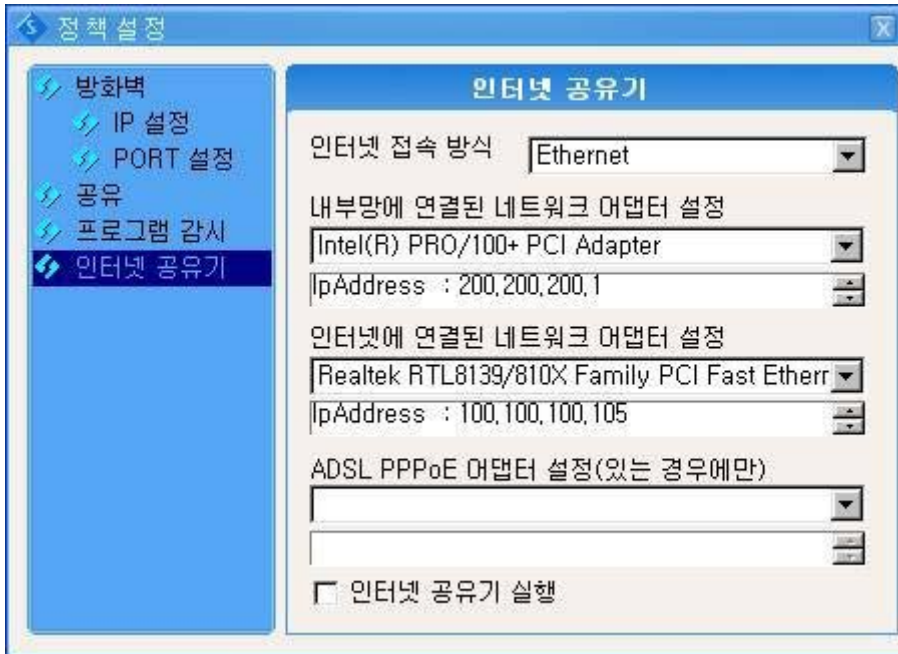 정책설정
방화벽
IP 설정
PORT 설정
공유
프로그램 감시
인터넷 공유기
인터넷 공유기
인터넷 접속 방식 Ethernet
내부망에 연결된 네트워크 어댑터 설정
Intel(R) PRO/100+ PCI Adapter
IpAddress : 200,200,200,1
인터넷에 연결된 네트워크 어댑터 설정
Realtek RTL8139/810X Family PCI Fast Etherr
IpAddress : 100,100,100,105
ADSL PPPoE 어댑터 설정(있는 경우에만)
인터넷 공유기 실행